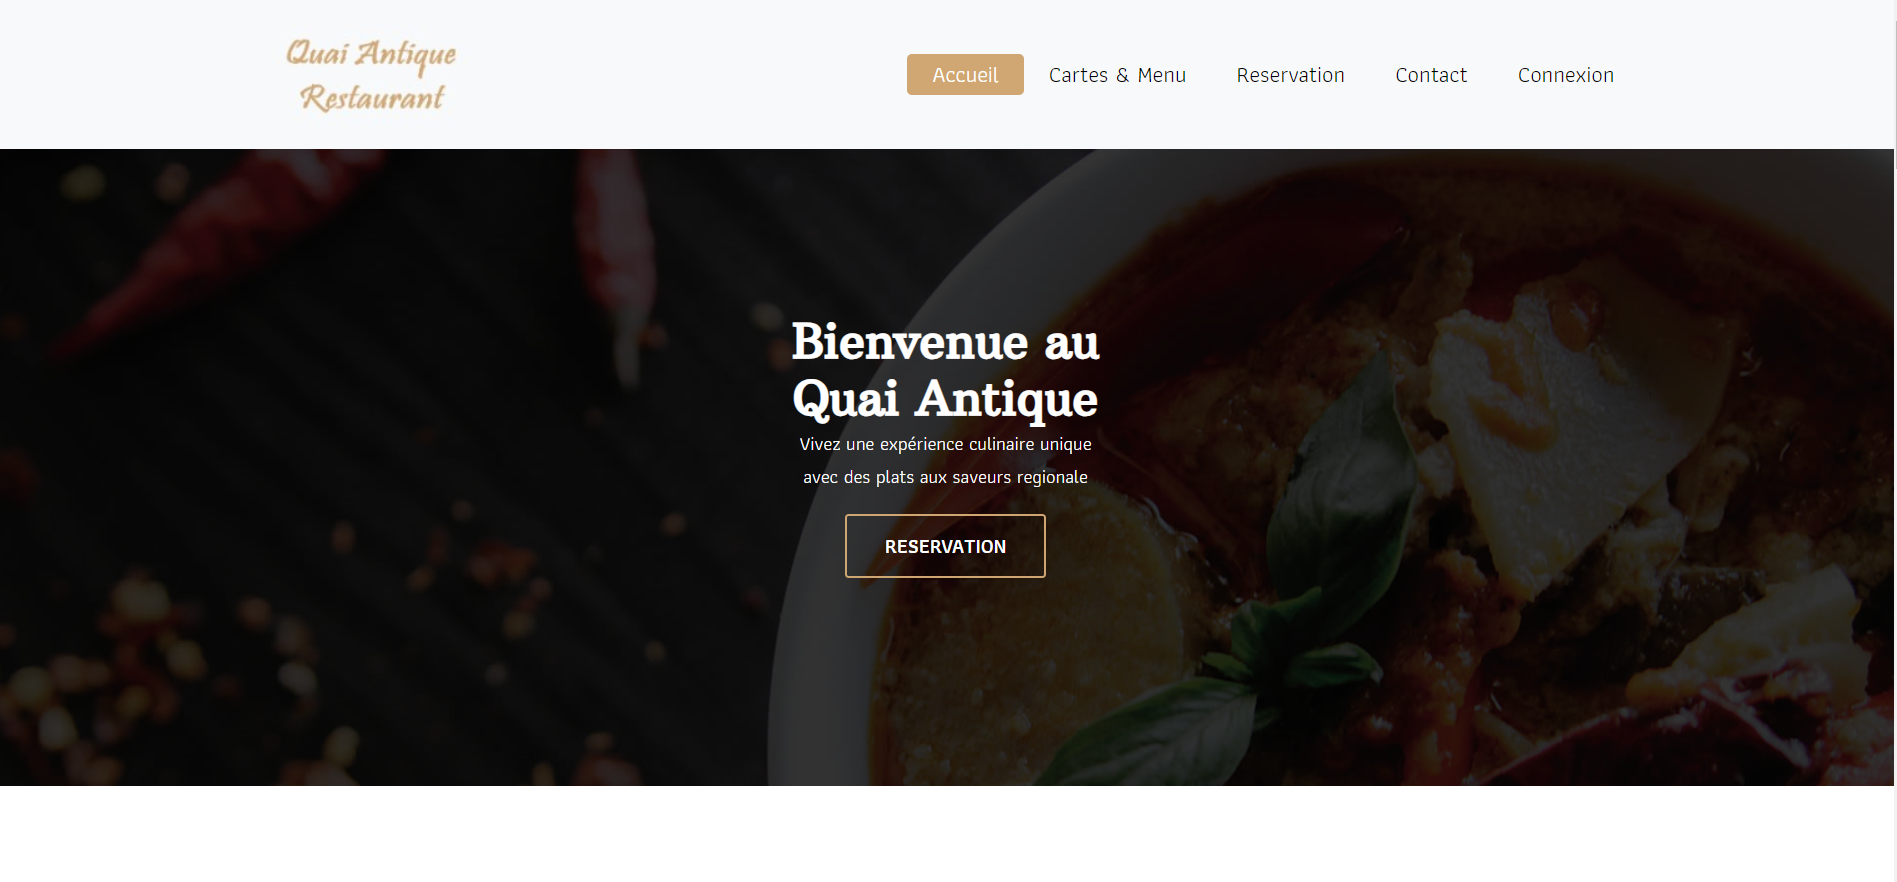 Quai Antique
Restaurant
Accueil Cartes & Menu Reservation Contact Connexion
Bienvenue au
Quai Antique
Vivez une expérience culinaire unique
avec des plats aux saveurs regionale
RESERVATION